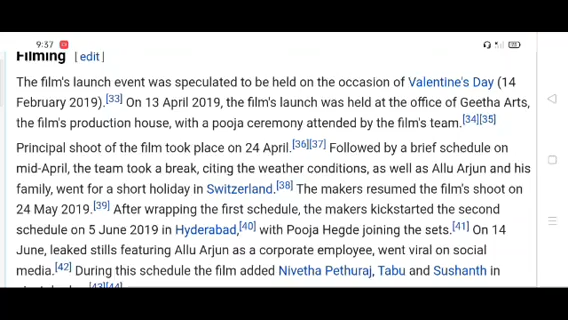 9:37
Filming [edit]
The film's launch event was speculated to be held on the occasion of Valentine's Day (14
February 2019).[33] On 13 April 2019, the film's launch was held at the office of Geetha Arts,
the film's production house, with a pooja ceremony attended by the film's team.[34][35]
Principal shoot of the film took place on 24 April.[36][37] Followed by a brief schedule on
mid-April, the team took a break, citing the weather conditions, as well as Allu Arjun and his
family, went for a short holiday in Switzerland.[38] The makers resumed the film's shoot on
24 May 2019.[39] After wrapping the first schedule, the makers kickstarted the second
schedule on 5 June 2019 in Hyderabad,[40] with Pooja Hegde joining the sets.[41] On 14
June, leaked stills featuring Allu Arjun as a corporate employee, went viral on social
media.[42] During this schedule the film added Nivetha Pethuraj, Tabu and Sushanth in
[43][44]